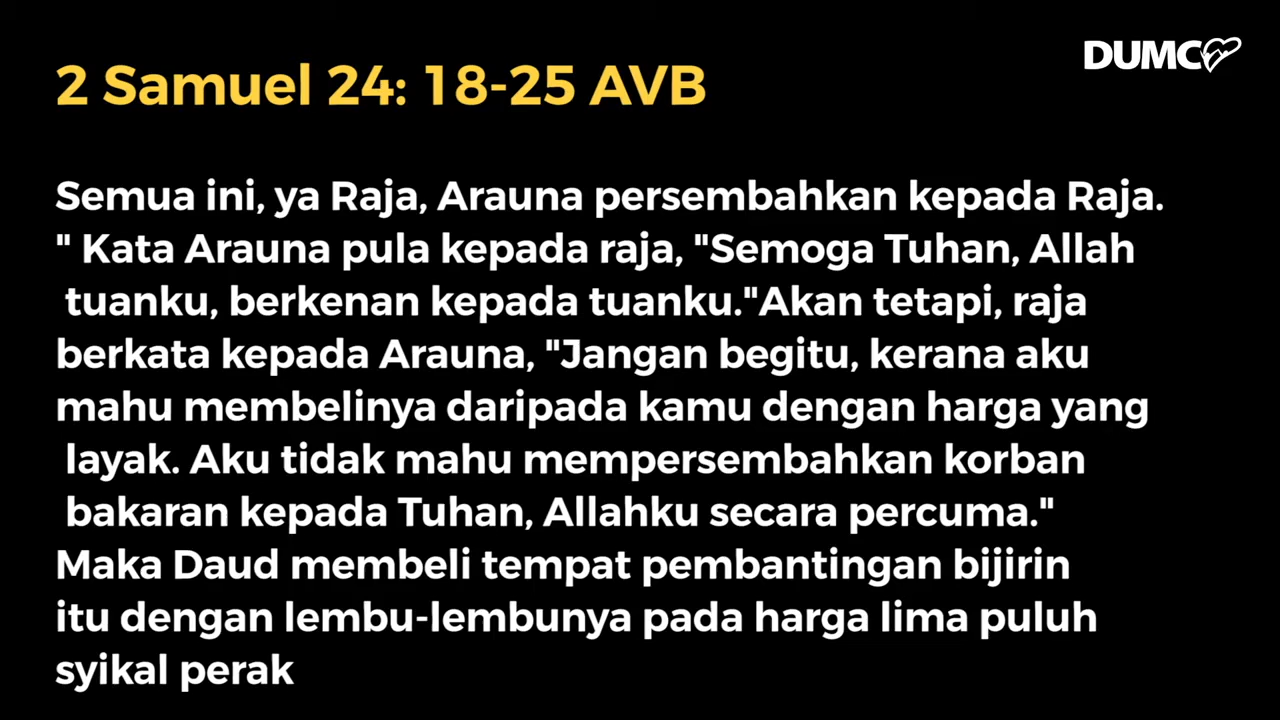 DUMC
2 Samuel 24: 18-25 AVB
Semua ini, ya Raja, Arauna persembahkan kepada Raja.
" Kata Arauna pula kepada raja, "Semoga Tuhan, Allah
tuanku, berkenan kepada tuanku."Akan tetapi, raja
berkata kepada Arauna, "Jangan begitu, kerana aku
mahu membelinya daripada kamu dengan harga yang
layak. Aku tidak mahu mempersembahkan korban
bakaran kepada Tuhan, Allahku secara percuma."
Maka Daud membeli tempat pembantingan bijirin
itu dengan lembu-lembunya pada harga lima puluh
syikal perak